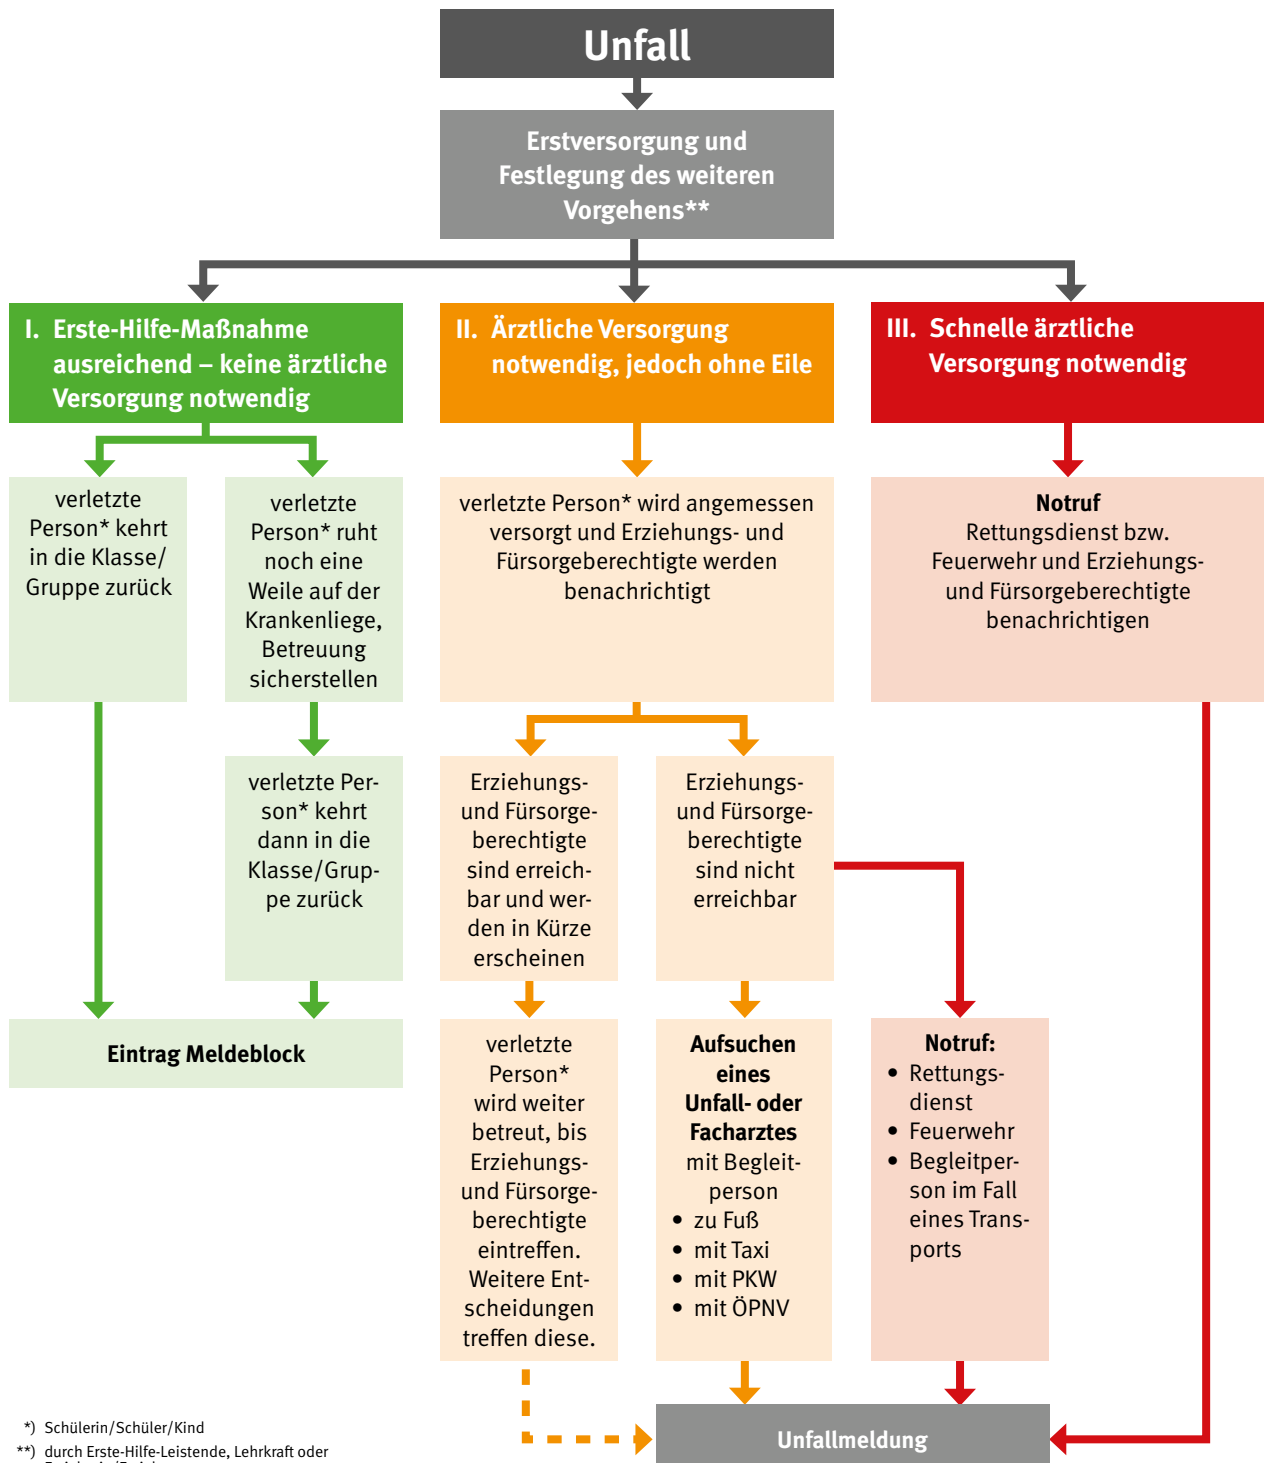 Unfall
Erstversorgung und
Festlegung des weiteren
Vorgehens**
I. Erste-Hilfe-Maßnahme
ausreichend – keine ärztliche
Versorgung notwendig
II. Ärztliche Versorgung
notwendig, jedoch ohne Eile
III. Schnelle ärztliche
Versorgung notwendig
verletzte
Person* kehrt
in die Klasse/
Gruppe zurück
verletzte
Person* ruht
noch eine
Weile auf der
Krankenliege,
Betreuung
sicherstellen
verletzte Person* wird angemessen
versorgt und Erziehungs- und
Fürsorgeberechtigte werden
benachrichtigt
Notruf
Rettungsdienst bzw.
Feuerwehr und Erziehungs-
und Fürsorgeberechtigte
benachrichtigen
verletzte Per-
son* kehrt
dann in die
Klasse/Grup-
pe zurück
Erziehungs-
und Fürsorge-
berechtigte
sind erreich-
bar und wer-
den in Kürze
erscheinen
Erziehungs-
und Fürsorge-
berechtigte
sind nicht
erreichbar
Eintrag Meldeblock
verletzte
Person*
wird weiter
betreut, bis
Erziehungs-
und Fürsorge-
berechtigte
eintreffen.
Weitere Ent-
scheidungen
treffen diese.
Aufsuchen
eines
Unfall- oder
Facharztes
mit Begleit-
person
• zu Fuß
• mit Taxi
• mit PKW
• mit ÖPNV
Notruf:
• Rettungs-
dienst
• Feuerwehr
• Begleitper-
son im Fall
eines Trans-
ports
Unfallmeldung
*) Schülerin/Schüler/Kind
**) durch Erste-Hilfe-Leistende, Lehrkraft oder